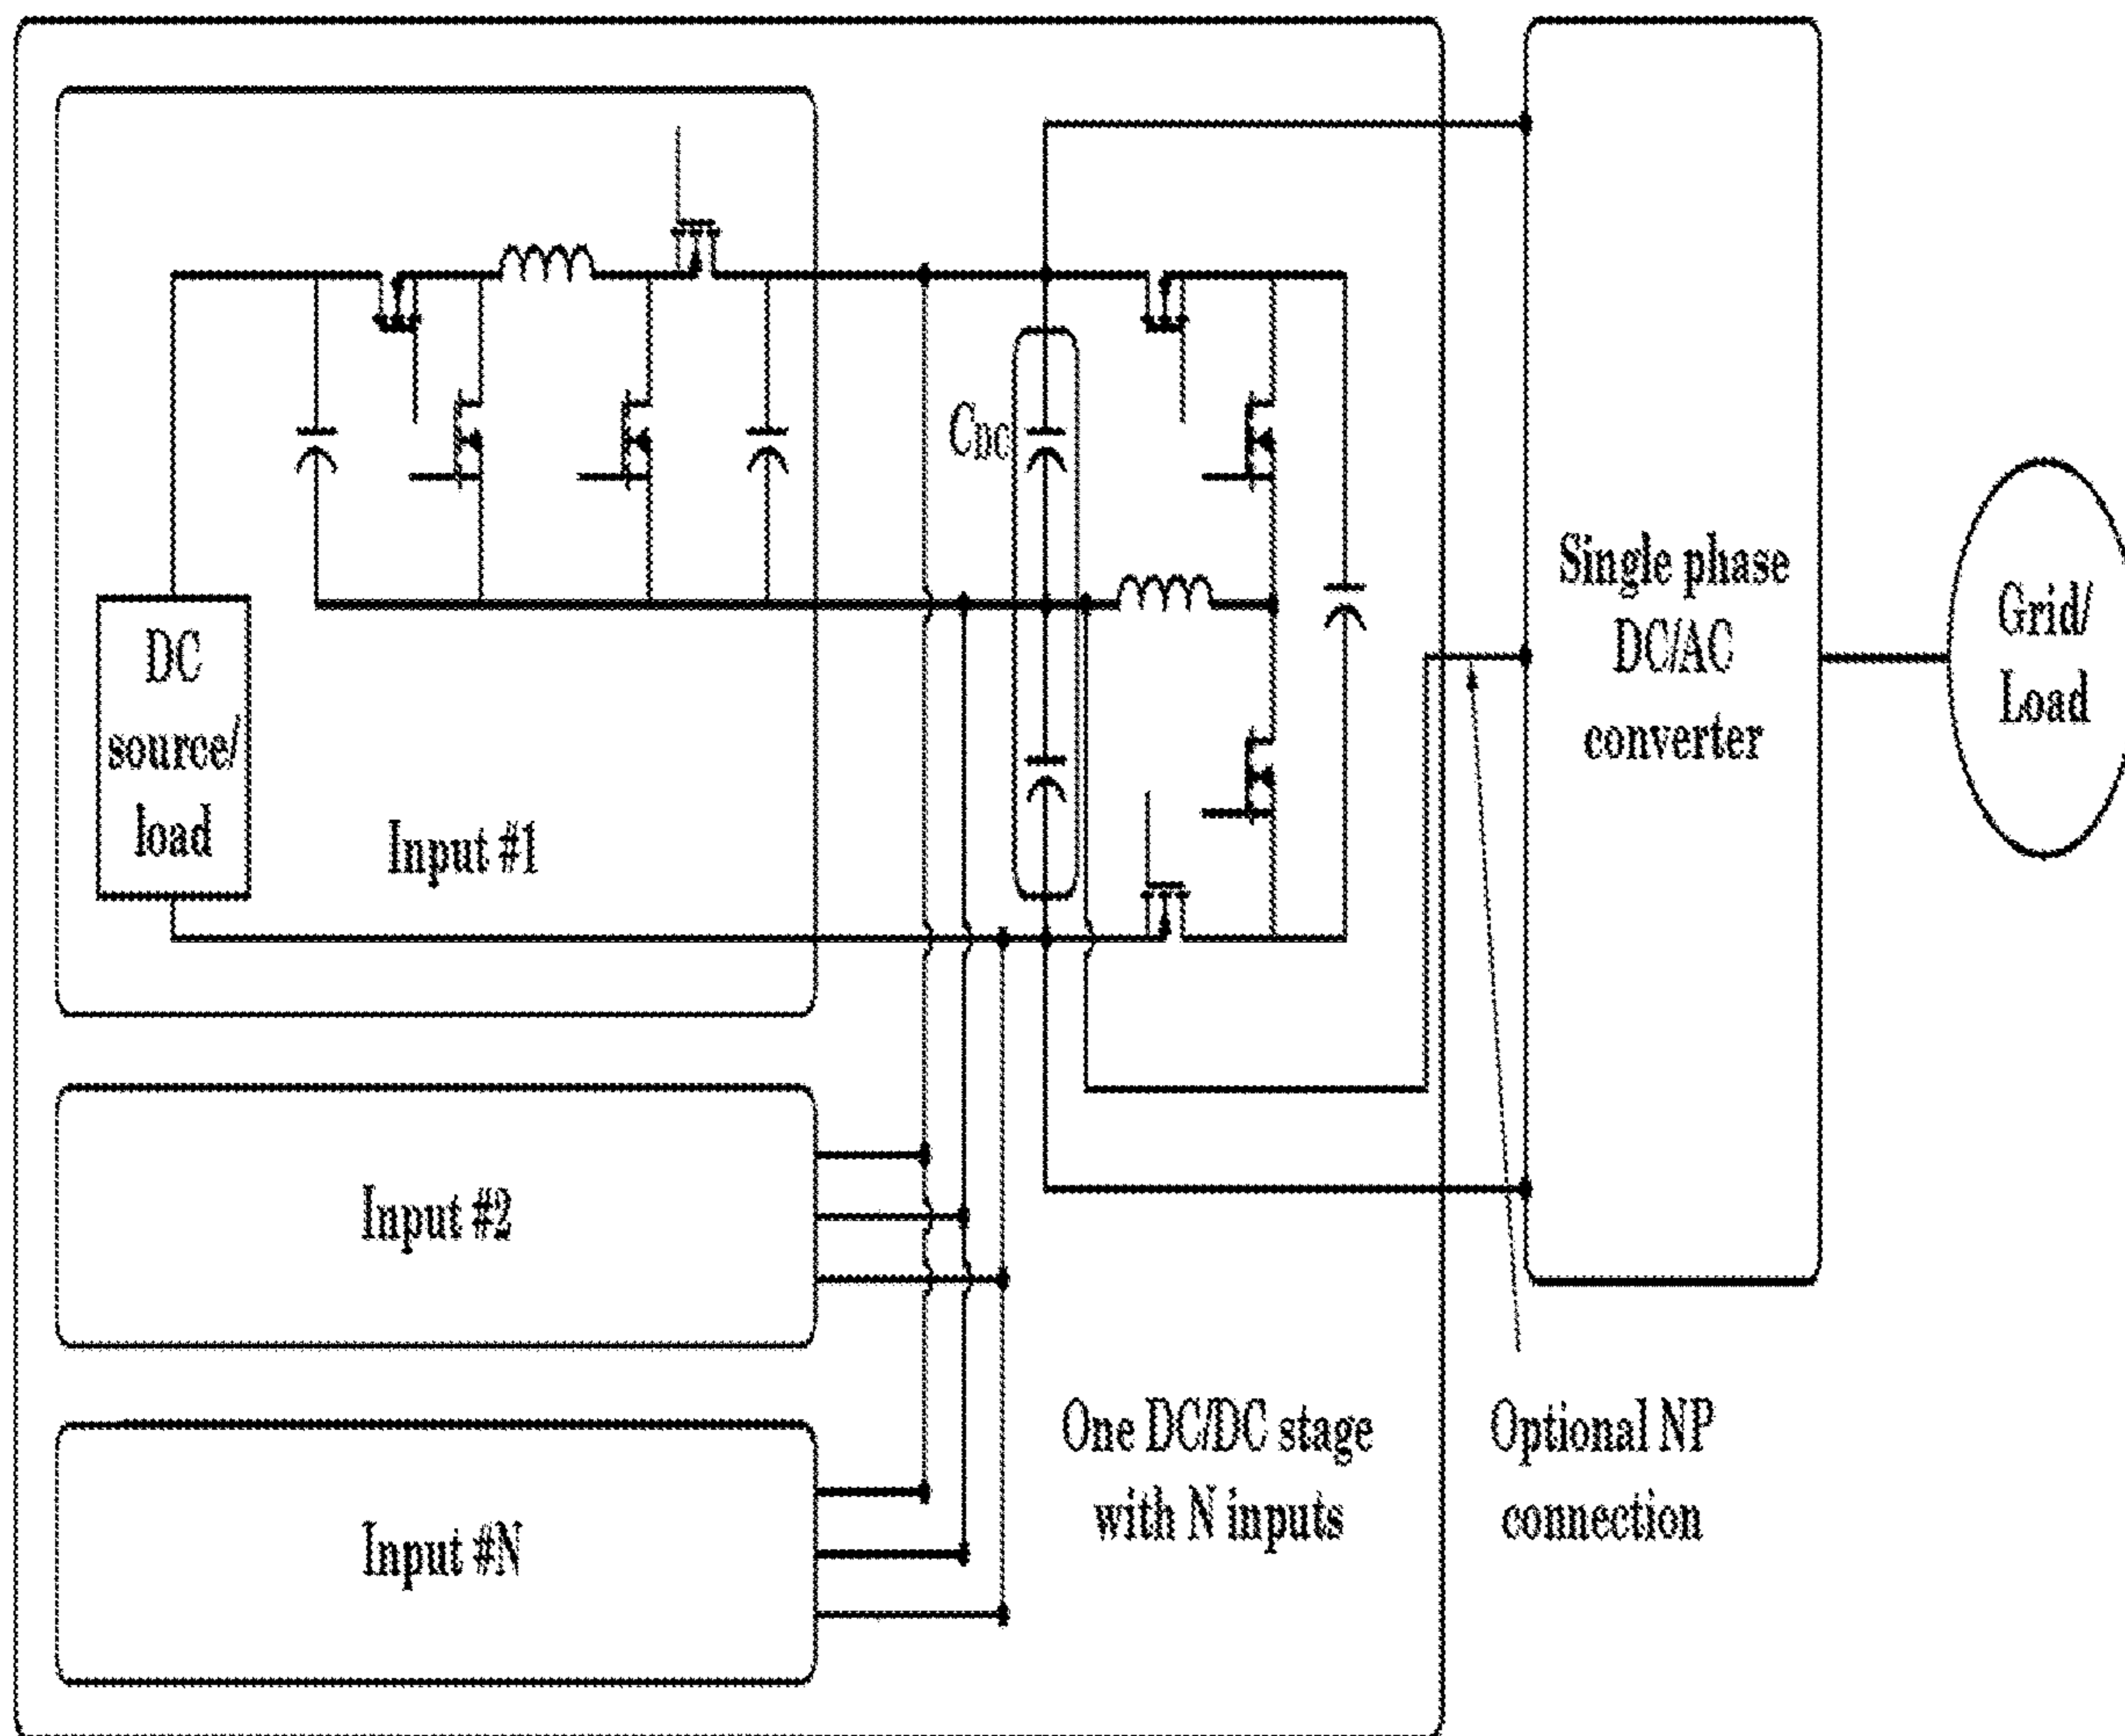 C_DC
DC
source/
load
Input #1
Single phase
DC/AC
converter
Grid/
Load
Input #2
Input #N
One DC/DC stage
with N inputs
Optional NP
connection